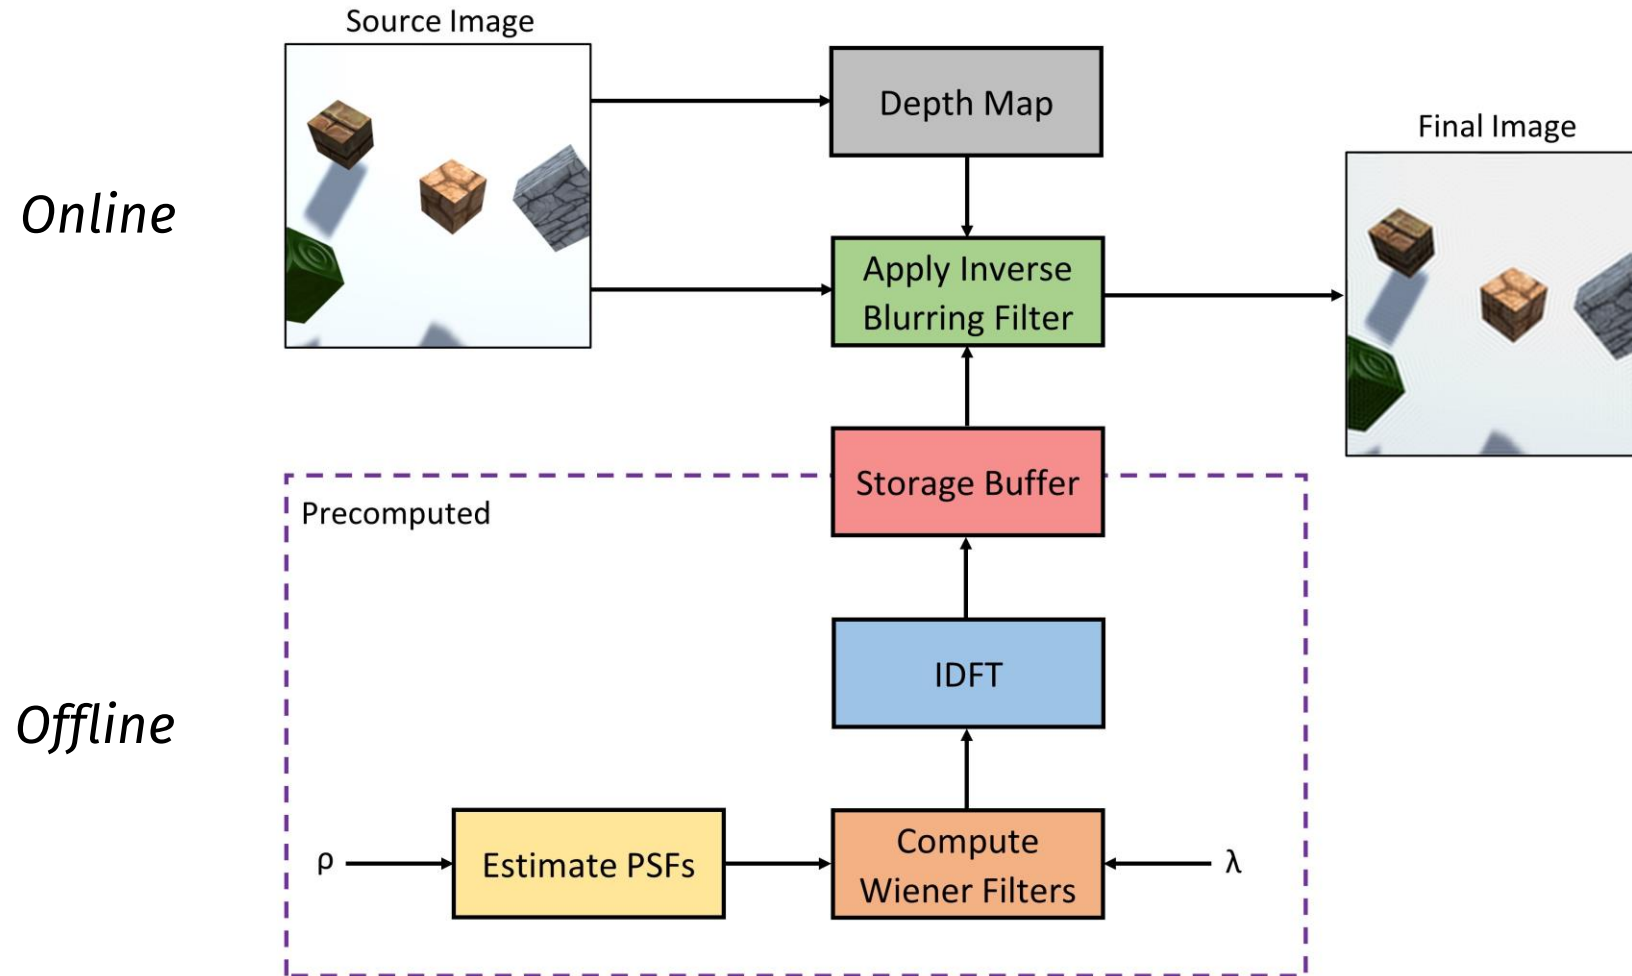 Source Image
Depth Map
Final Image
Online
Apply Inverse
Blurring Filter
Storage Buffer
Precomputed
IDFT
Offline
ρ
Estimate PSFs
Compute
Wiener Filters
λ